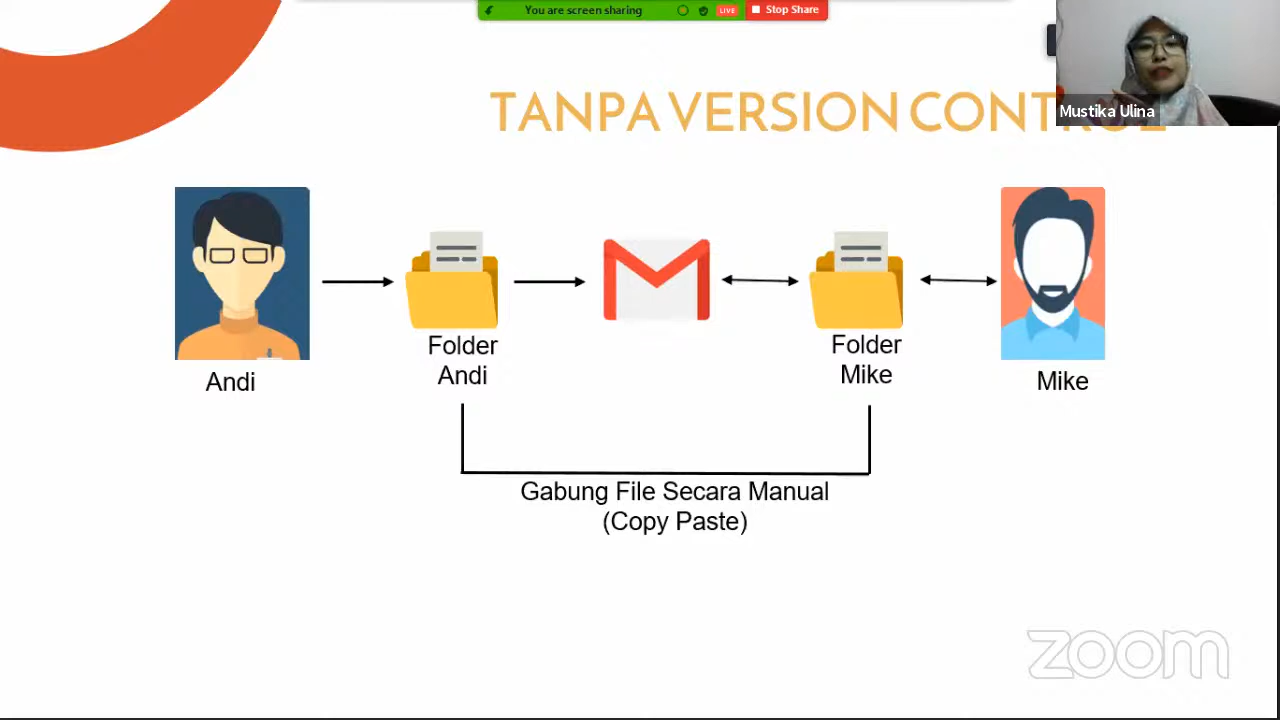 You are screen sharing
LIVE
Stop Share
Mustika Ulina
TANPA VERSION CONTROL
Andi
Folder
Andi
Folder
Mike
Mike
Gabung File Secara Manual
(Copy Paste)
zoom